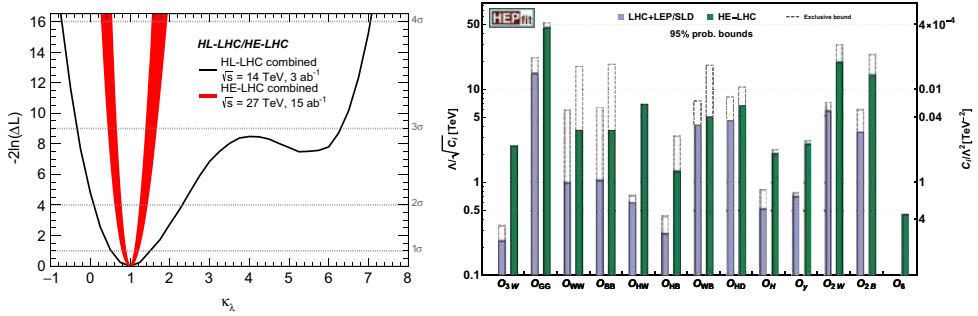 HL-LHC/HE-LHC
HL-LHC combined
√s = 14 TeV, 3 ab⁻¹
HE-LHC combined
√s = 27 TeV, 15 ab⁻¹
-2ln(ΔL)
16
14
12
10
8
6
4
2
0
4σ
3σ
2σ
1σ
−1 0 1 2 3 4 5 6 7 8
κλ
HEPfit
LHC+LEP/SLD HE-LHC Exclusive bound
95% prob. bounds
Λ/√Cᵢ [TeV]
50
10
5
1
0.5
0.1
4×10⁻⁴
0.01
0.04
1
4
Cᵢ/Λ² [TeV⁻²]
O3W OGG OWW OBB OHW OHB OWB OHD OH Oy O2W O2B O6